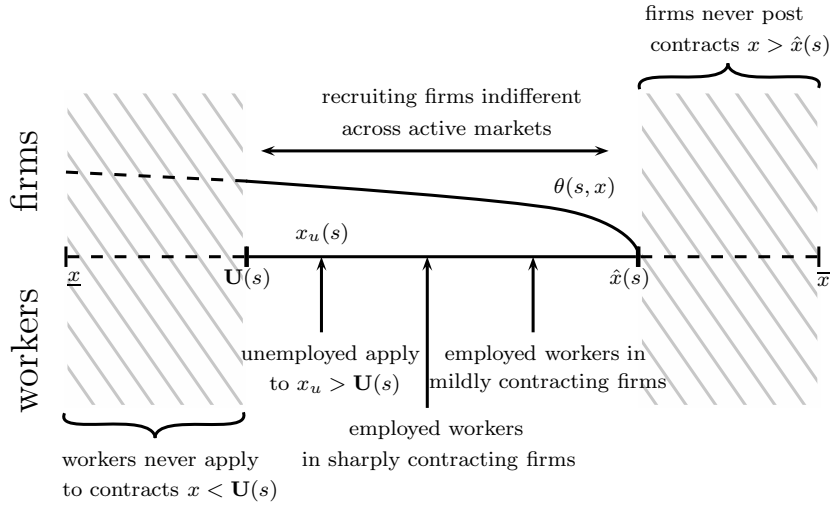 firms never post
contracts x > x̂(s)
recruiting firms indifferent
across active markets
firms
θ(s, x)
x_u(s)
x̲
U(s)
x̂(s)
x̅
workers
unemployed apply
to x_u > U(s)
employed workers in
mildly contracting firms
employed workers
in sharply contracting firms
workers never apply
to contracts x < U(s)